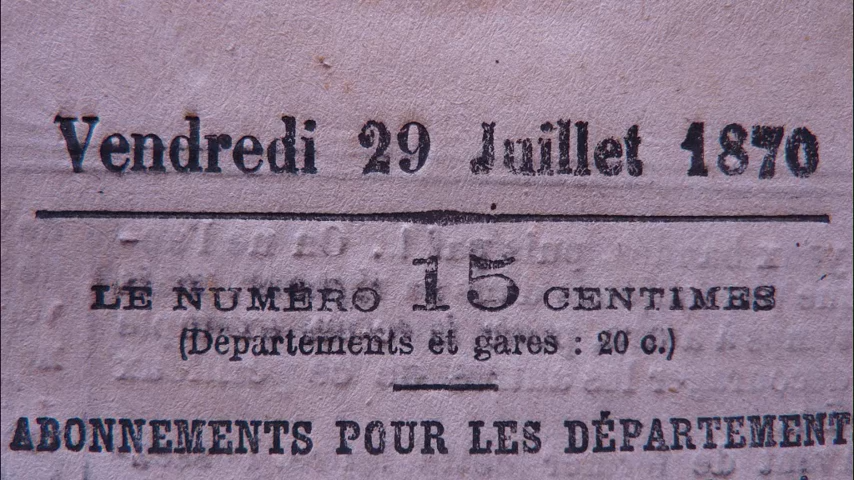 Vendredi 29 Juillet 1870
LE NUMÉRO 15 CENTIMES
(Départements et gares : 20 c.)
ABONNEMENTS POUR LES DÉPARTEMENT